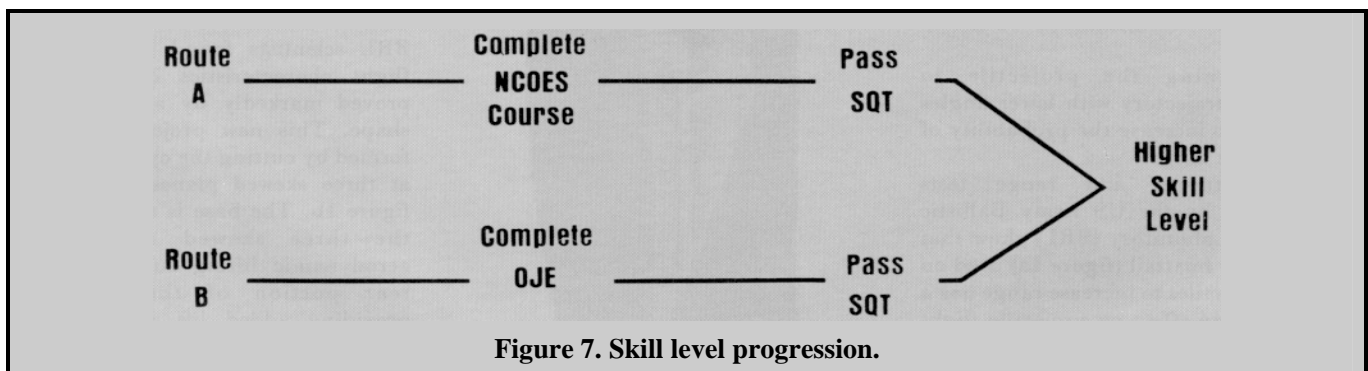 Route
A
Complete
NCOES
Course
Pass
SQT
Higher
Skill
Level
Route
B
Complete
OJE
Pass
SQT
Figure 7. Skill level progression.